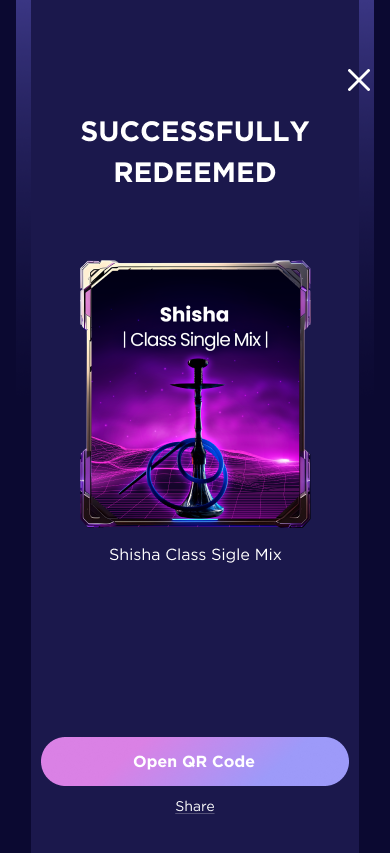 SUCCESSFULLY
REDEEMED
Shisha
| Class Single Mix |
Shisha Class Sigle Mix
Open QR Code
Share